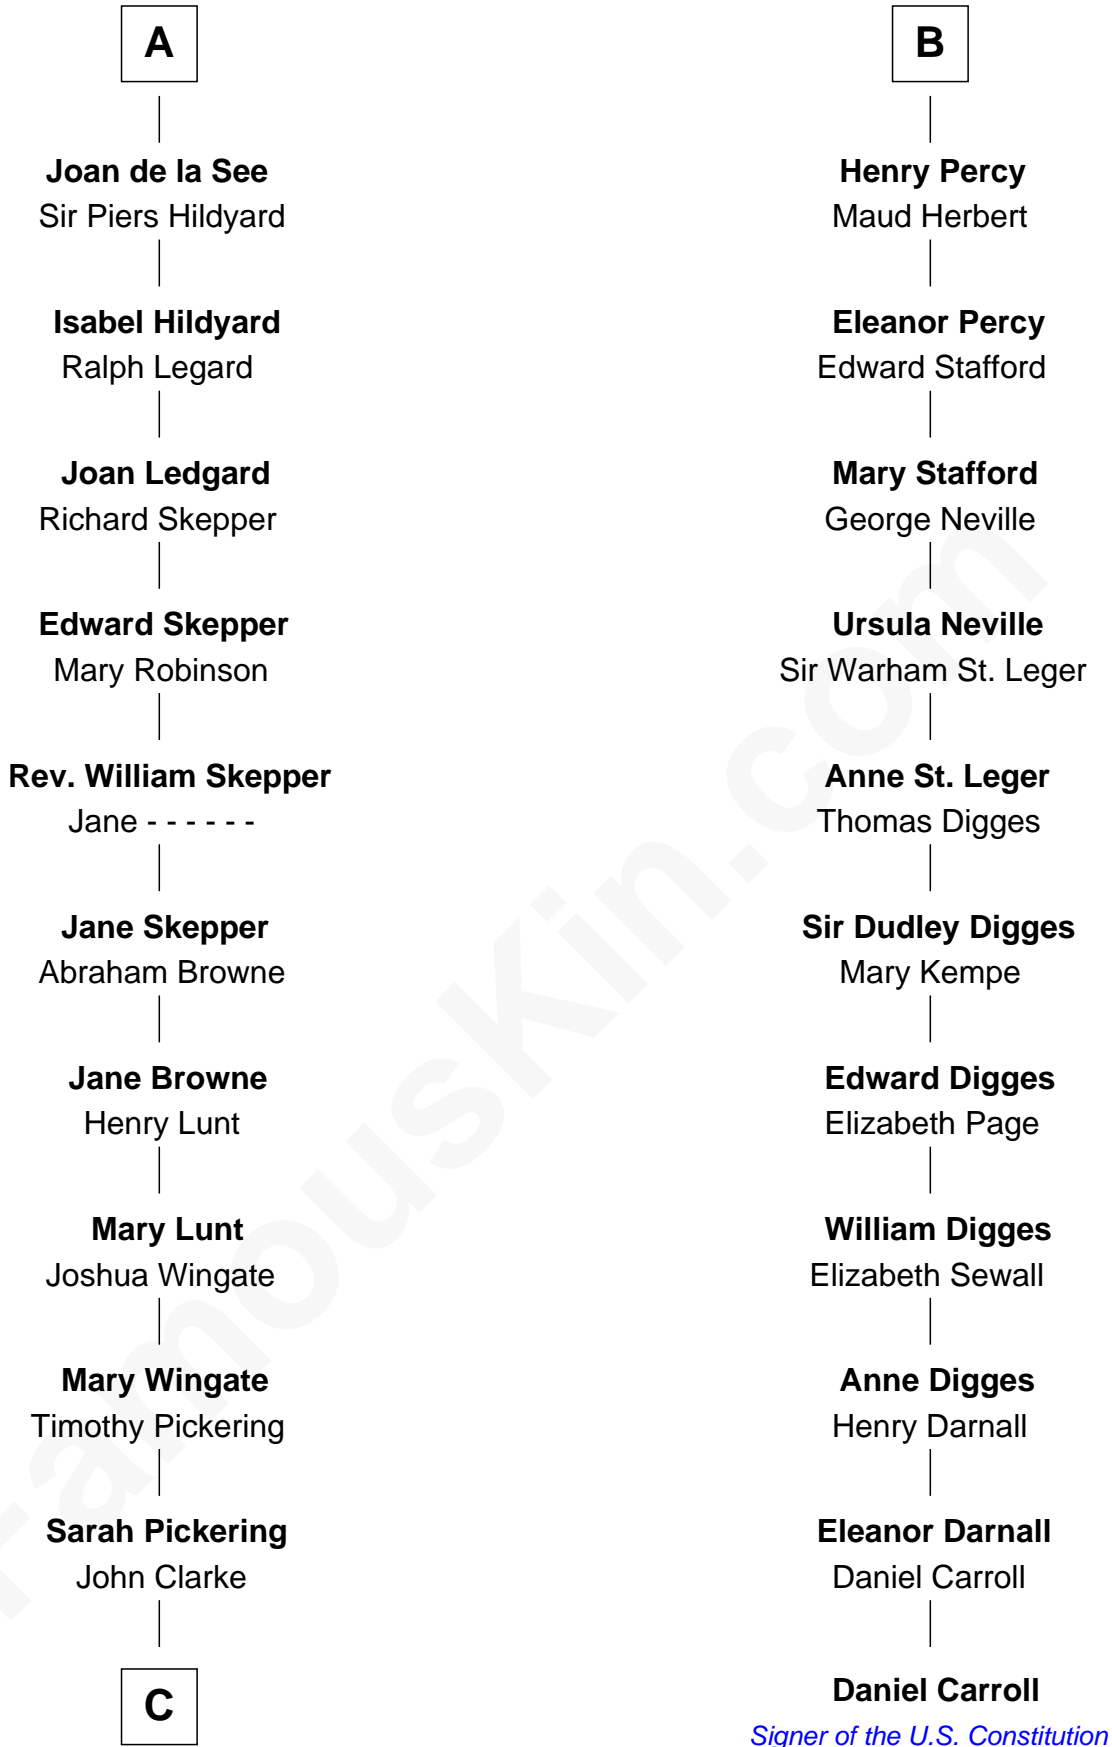 A
Joan de la See
Sir Piers Hildyard
Isabel Hildyard
Ralph Legard
Joan Ledgard
Richard Skepper
Edward Skepper
Mary Robinson
Rev. William Skepper
Jane - - - - - -
Jane Skepper
Abraham Browne
Jane Browne
Henry Lunt
Mary Lunt
Joshua Wingate
Mary Wingate
Timothy Pickering
Sarah Pickering
John Clarke
C
B
Henry Percy
Maud Herbert
Eleanor Percy
Edward Stafford
Mary Stafford
George Neville
Ursula Neville
Sir Warham St. Leger
Anne St. Leger
Thomas Digges
Sir Dudley Digges
Mary Kempe
Edward Digges
Elizabeth Page
William Digges
Elizabeth Sewall
Anne Digges
Henry Darnall
Eleanor Darnall
Daniel Carroll
Daniel Carroll
Signer of the U.S. Constitution
FamousKin.com